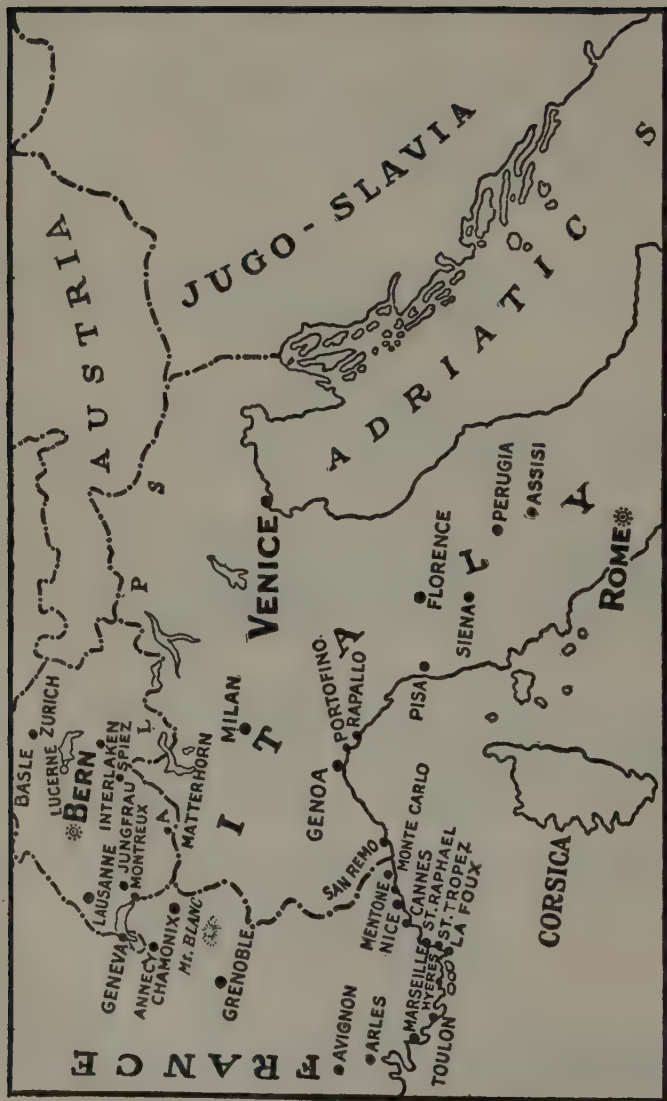 FRANCE
AUSTRIA
JUGO-SLAVIA
ADRIATIC S
ALPS
ITALY
BASLE
ZURICH
LUCERNE
BERN
INTERLAKEN
SPIEZ
LAUSANNE
JUNGFRAU
MONTREUX
MATTERHORN
GENEVA
ANNECY
CHAMONIX
Mt. BLANC
GRENOBLE
MILAN
VENICE
GENOA
PORTOFINO
RAPALLO
SAN REMO
MENTONE
MONTE CARLO
NICE
CANNES
ST. RAPHAEL
ST. TROPEZ
LA FOUX
AVIGNON
ARLES
MARSEILLE
HYERES
TOULON
PISA
FLORENCE
SIENA
PERUGIA
ASSISI
ROME
CORSICA